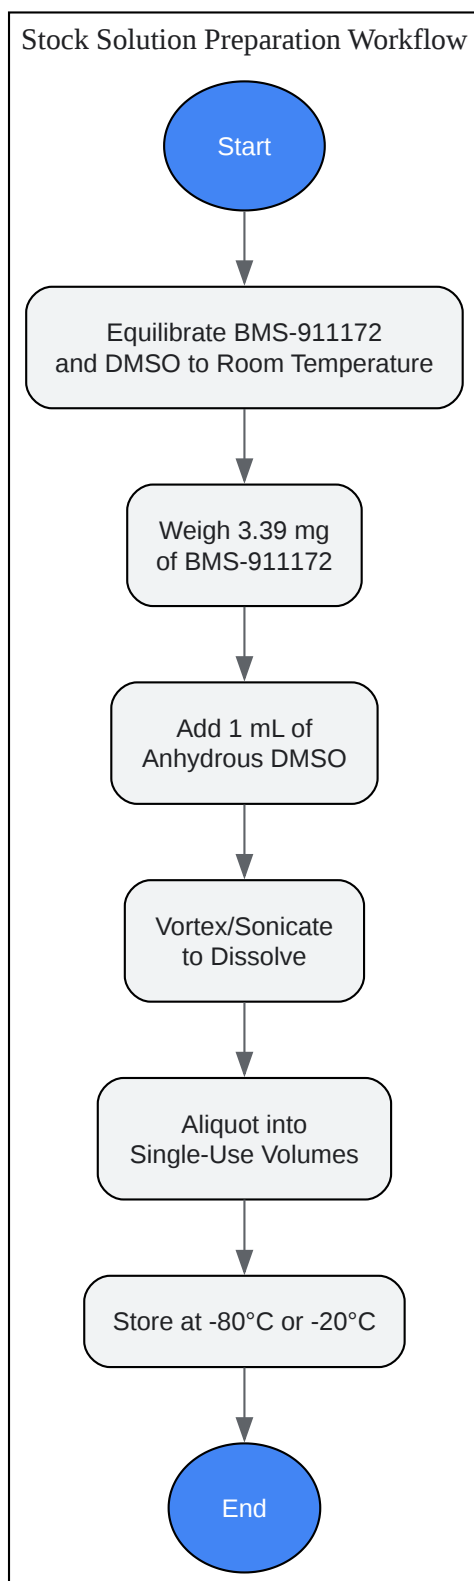 Stock Solution Preparation Workflow
Start
Equilibrate BMS-911172
and DMSO to Room Temperature
Weigh 3.39 mg
of BMS-911172
Add 1 mL of
Anhydrous DMSO
Vortex/Sonicate
to Dissolve
Aliquot into
Single-Use Volumes
Store at -80°C or -20°C
End